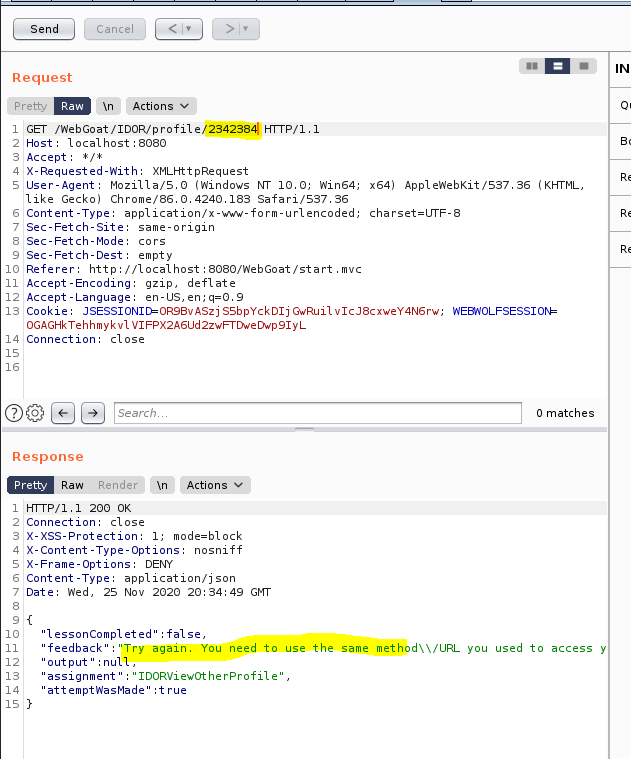 Send Cancel < >
Request
Pretty Raw \n Actions
IN
1 GET /WebGoat/IDOR/profile/2342384 HTTP/1.1
Qu
2 Host: localhost:8080
3 Accept: */*
Bo
4 X-Requested-With: XMLHttpRequest
5 User-Agent: Mozilla/5.0 (Windows NT 10.0; Win64; x64) AppleWebKit/537.36 (KHTML,
Re
like Gecko) Chrome/86.0.4240.183 Safari/537.36
6 Content-Type: application/x-www-form-urlencoded; charset=UTF-8
Re
7 Sec-Fetch-Site: same-origin
8 Sec-Fetch-Mode: cors
Re
9 Sec-Fetch-Dest: empty
10 Referer: http://localhost:8080/WebGoat/start.mvc
11 Accept-Encoding: gzip, deflate
12 Accept-Language: en-US,en;q=0.9
13 Cookie: JSESSIONID=OR9BvASzjS5bpYckDIjGwRuilvIcJ8cxweY4N6rw; WEBWOLFSESSION=
OGAGHkTehhmykvlVIFPX2A6Ud2zwFTDweDwp9IyL
14 Connection: close
15
16
? Search... 0 matches
Response
Pretty Raw Render \n Actions
1 HTTP/1.1 200 OK
2 Connection: close
3 X-XSS-Protection: 1; mode=block
4 X-Content-Type-Options: nosniff
5 X-Frame-Options: DENY
6 Content-Type: application/json
7 Date: Wed, 25 Nov 2020 20:34:49 GMT
8
9 {
10 "lessonCompleted":false,
11 "feedback":"Try again. You need to use the same method\\/URL you used to access y
12 "output":null,
13 "assignment":"IDORViewOtherProfile",
14 "attemptWasMade":true
15 }